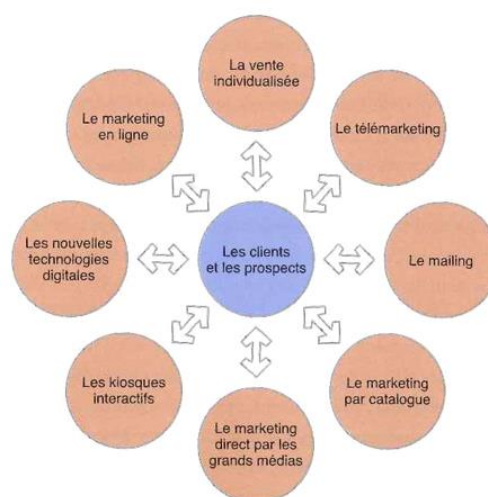 La vente
individualisée
Le télémarketing
Le mailing
Le marketing
par catalogue
Le marketing
direct par les
grands médias
Les kiosques
interactifs
Les nouvelles
technologies
digitales
Le marketing
en ligne
Les clients
et les prospects